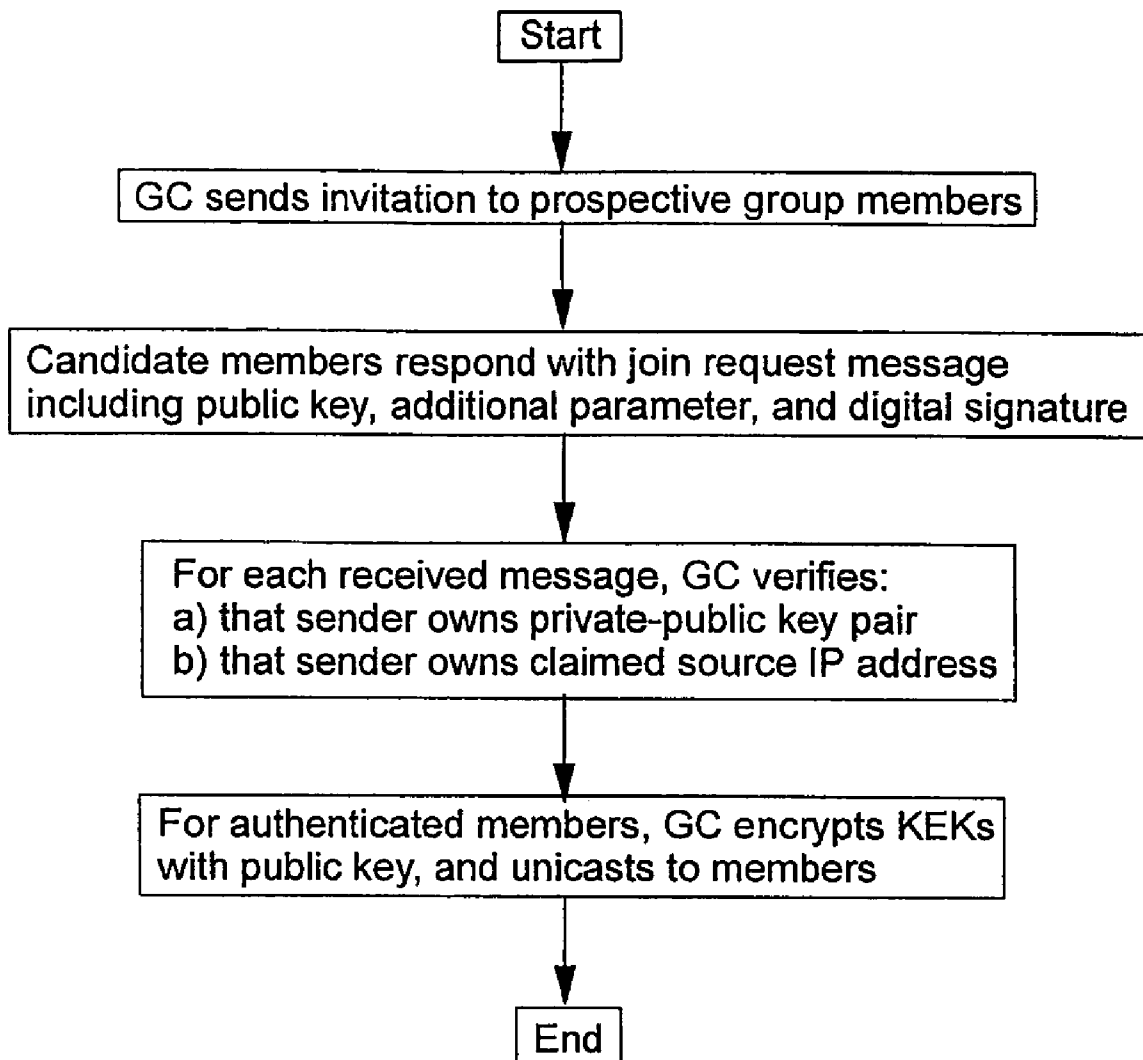 Start
GC sends invitation to prospective group members
Candidate members respond with join request message
including public key, additional parameter, and digital signature
For each received message, GC verifies:
a) that sender owns private-public key pair
b) that sender owns claimed source IP address
For authenticated members, GC encrypts KEKs
with public key, and unicasts to members
End